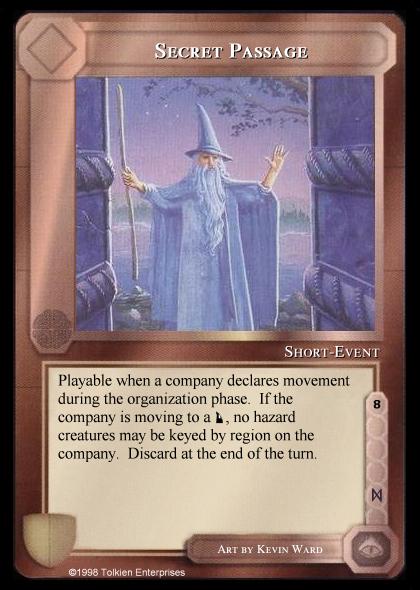 SECRET PASSAGE
SHORT-EVENT
Playable when a company declares movement
during the organization phase. If the
company is moving to a , no hazard
creatures may be keyed by region on the
company. Discard at the end of the turn.
8
ᛞ
ART BY KEVIN WARD
©1998 Tolkien Enterprises